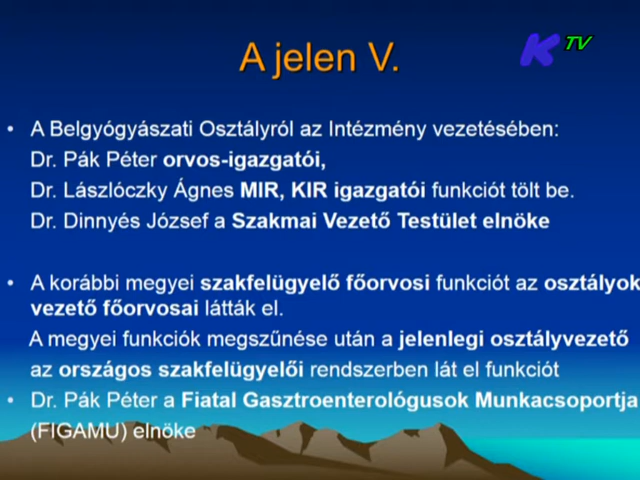 A jelen V.
K TV
• A Belgyógyászati Osztályról az Intézmény vezetésében:
Dr. Pák Péter orvos-igazgatói,
Dr. Lászlóczky Ágnes MIR, KIR igazgatói funkciót tölt be.
Dr. Dinnyés József a Szakmai Vezető Testület elnöke
• A korábbi megyei szakfelügyelő főorvosi funkciót az osztályok
vezető főorvosai látták el.
A megyei funkciók megszűnése után a jelenlegi osztályvezető
az országos szakfelügyelői rendszerben lát el funkciót
• Dr. Pák Péter a Fiatal Gasztroenterológusok Munkacsoportja
(FIGAMU) elnöke